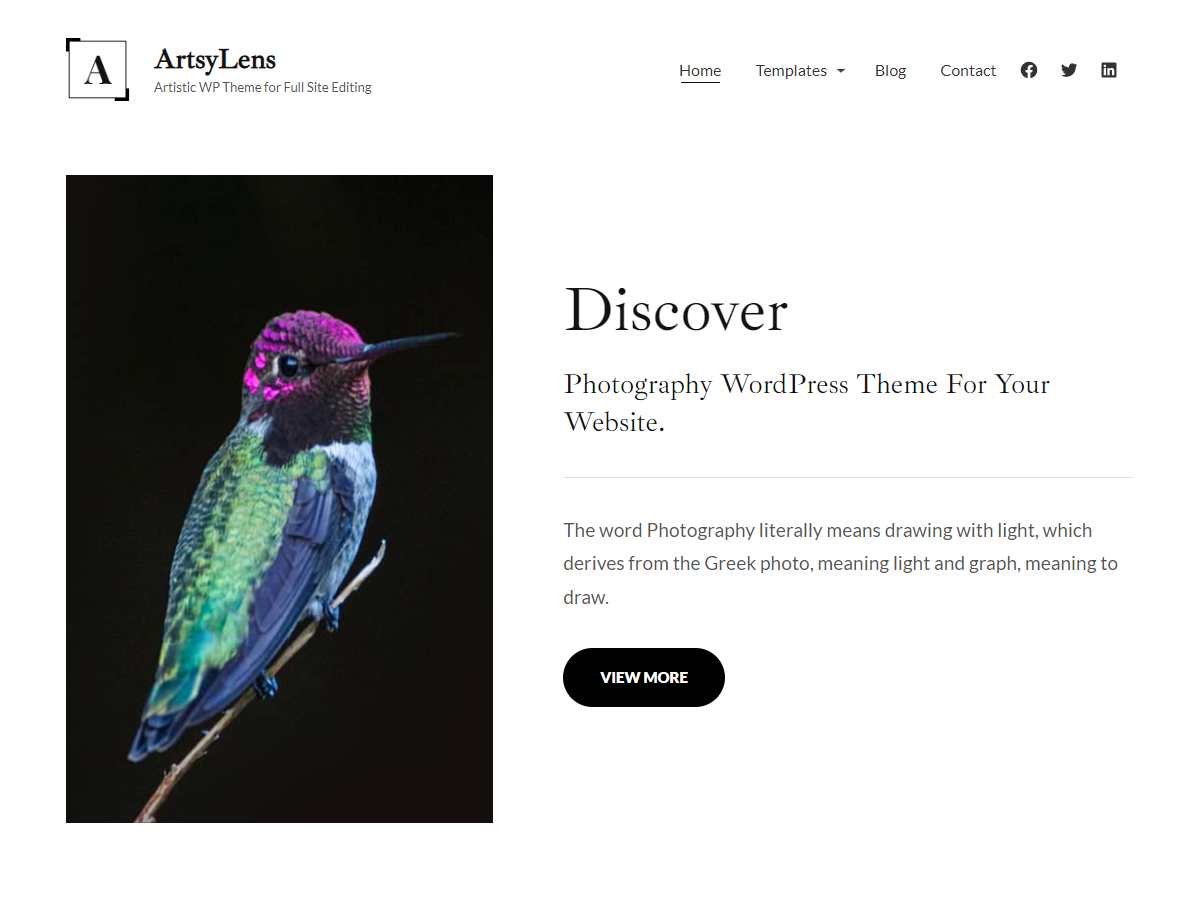 A
ArtsyLens
Artistic WP Theme for Full Site Editing
Home Templates Blog Contact
Discover
Photography WordPress Theme For Your
Website.
The word Photography literally means drawing with light, which
derives from the Greek photo, meaning light and graph, meaning to
draw.
VIEW MORE